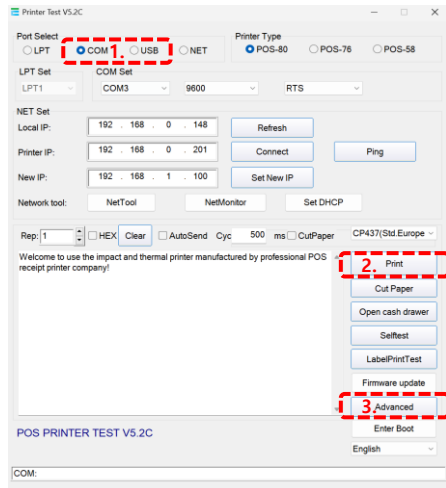 Printer Test V5.2C
Port Select
LPT COM 1. USB NET
Printer Type
POS-80 POS-76 POS-58
LPT Set
LPT1
COM Set
COM3 9600 RTS
NET Set
Local IP: 192 . 168 . 0 . 148 Refresh
Printer IP: 192 . 168 . 0 . 201 Connect Ping
New IP: 192 . 168 . 1 . 100 Set New IP
Network tool: NetTool NetMonitor Set DHCP
Rep: 1 HEX Clear AutoSend Cyc 500 ms CutPaper CP437(Std.Europe
Welcome to use the impact and thermal printer manufactured by professional POS
receipt printer company!
2. Print
Cut Paper
Open cash drawer
Selftest
LabelPrintTest
Firmware update
3. Advanced
Enter Boot
POS PRINTER TEST V5.2C
English
COM: